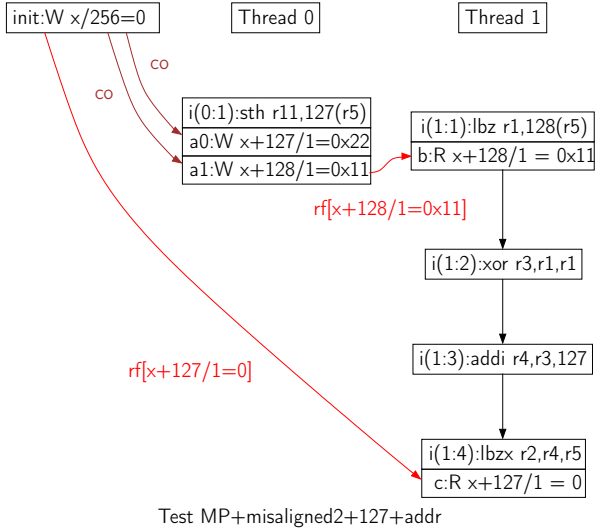 init:W x/256=0
Thread 0
Thread 1
co
co
i(0:1):sth r11,127(r5)
a0:W x+127/1=0x22
a1:W x+128/1=0x11
i(1:1):lbz r1,128(r5)
b:R x+128/1 = 0x11
rf[x+128/1=0x11]
i(1:2):xor r3,r1,r1
rf[x+127/1=0]
i(1:3):addi r4,r3,127
i(1:4):lbzx r2,r4,r5
c:R x+127/1 = 0
Test MP+misaligned2+127+addr